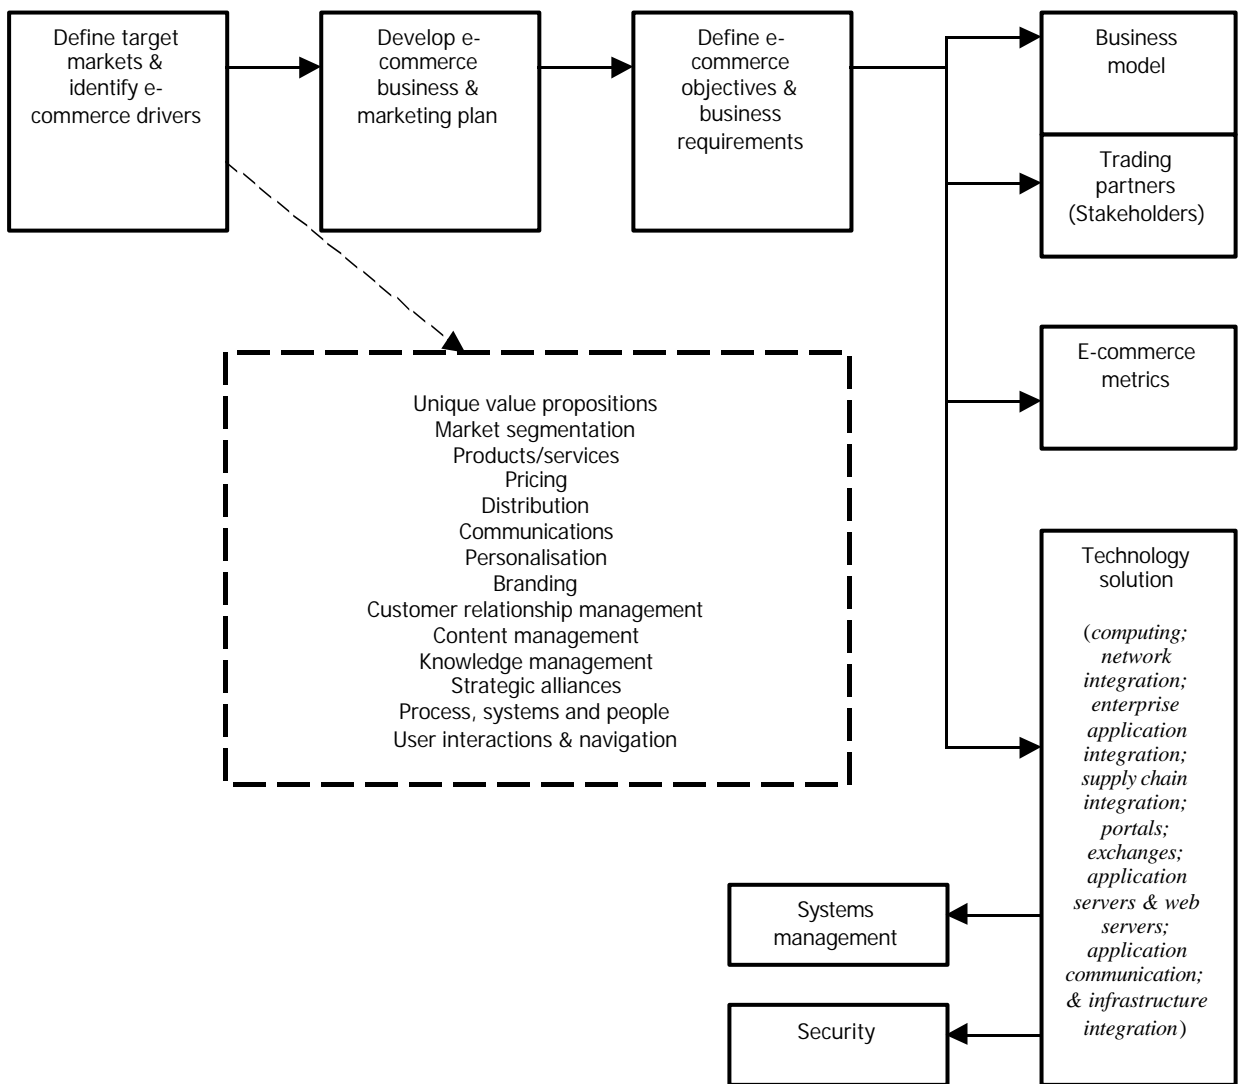 Define target
markets &
identify e-
commerce drivers
Develop e-
commerce
business &
marketing plan
Define e-
commerce
objectives &
business
requirements
Business
model
Trading
partners
(Stakeholders)
E-commerce
metrics
Unique value propositions
Market segmentation
Products/services
Pricing
Distribution
Communications
Personalisation
Branding
Customer relationship management
Content management
Knowledge management
Strategic alliances
Process, systems and people
User interactions & navigation
Technology
solution
(computing;
network
integration;
enterprise
application
integration;
supply chain
integration;
portals;
exchanges;
application
servers & web
servers;
application
communication;
& infrastructure
integration)
Systems
management
Security